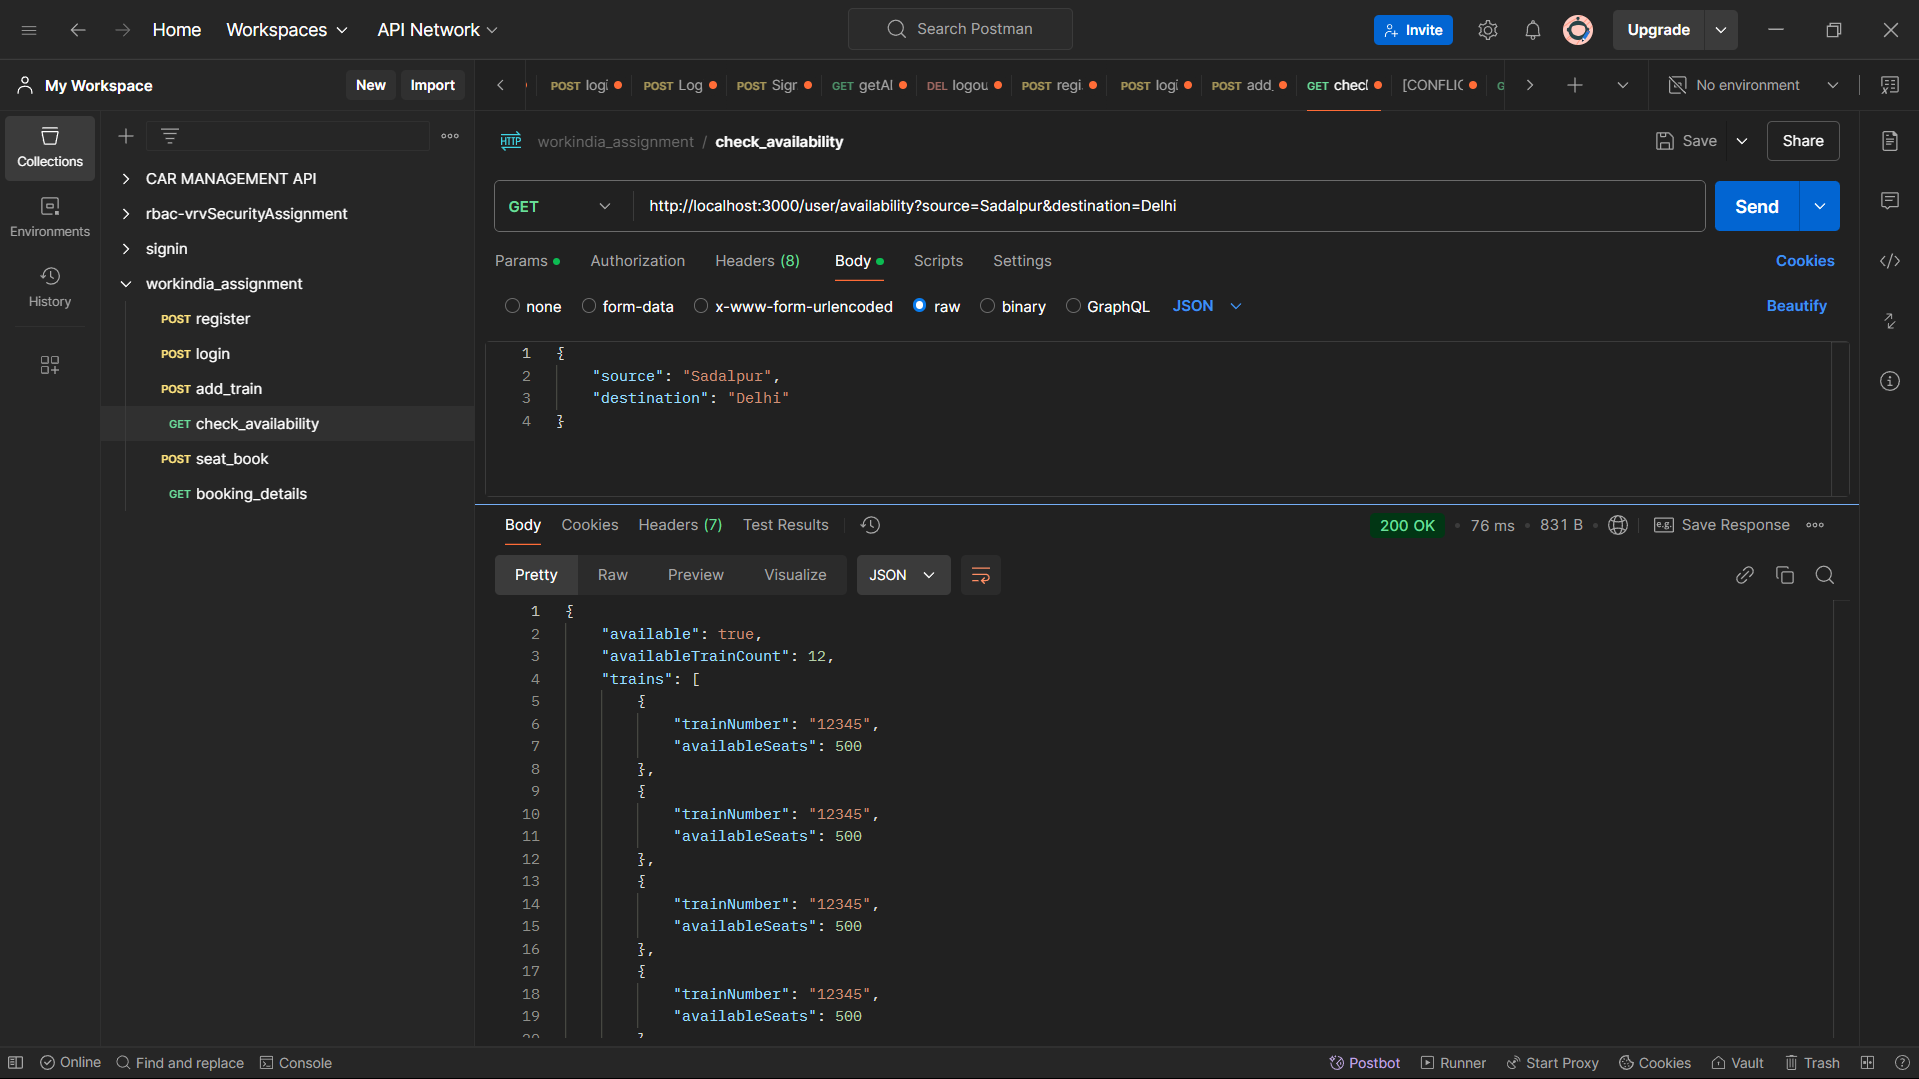 Home Workspaces API Network Search Postman Invite Upgrade
My Workspace New Import
POST logi POST Log POST Sigr GET getAl DEL logou POST regi POST logi POST add_ GET checl [CONFLIC No environment
Collections
Environments
History
CAR MANAGEMENT API
rbac-vrvSecurityAssignment
signin
workindia_assignment
POST register
POST login
POST add_train
GET check_availability
POST seat_book
GET booking_details
HTTP workindia_assignment / check_availability Save Share
GET http://localhost:3000/user/availability?source=Sadalpur&destination=Delhi Send
Params Authorization Headers (8) Body Scripts Settings Cookies
none form-data x-www-form-urlencoded raw binary GraphQL JSON Beautify
1 {
2 "source": "Sadalpur",
3 "destination": "Delhi"
4 }
Body Cookies Headers (7) Test Results 200 OK 76 ms 831 B e.g. Save Response
Pretty Raw Preview Visualize JSON
1 {
2 "available": true,
3 "availableTrainCount": 12,
4 "trains": [
5 {
6 "trainNumber": "12345",
7 "availableSeats": 500
8 },
9 {
10 "trainNumber": "12345",
11 "availableSeats": 500
12 },
13 {
14 "trainNumber": "12345",
15 "availableSeats": 500
16 },
17 {
18 "trainNumber": "12345",
19 "availableSeats": 500
Online Find and replace Console Postbot Runner Start Proxy Cookies Vault Trash